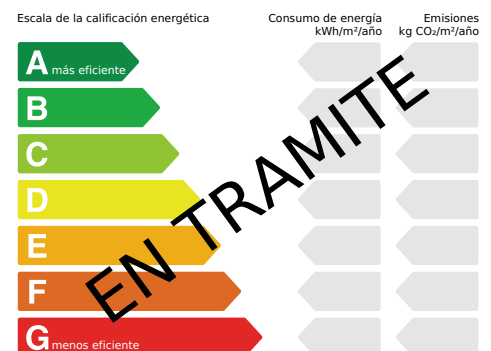 Escala de la calificación energética
Consumo de energía
kWh/m²/año
Emisiones
kg CO₂/m²/año
A más eficiente
B
C
D
E
F
G menos eficiente
EN TRAMITE